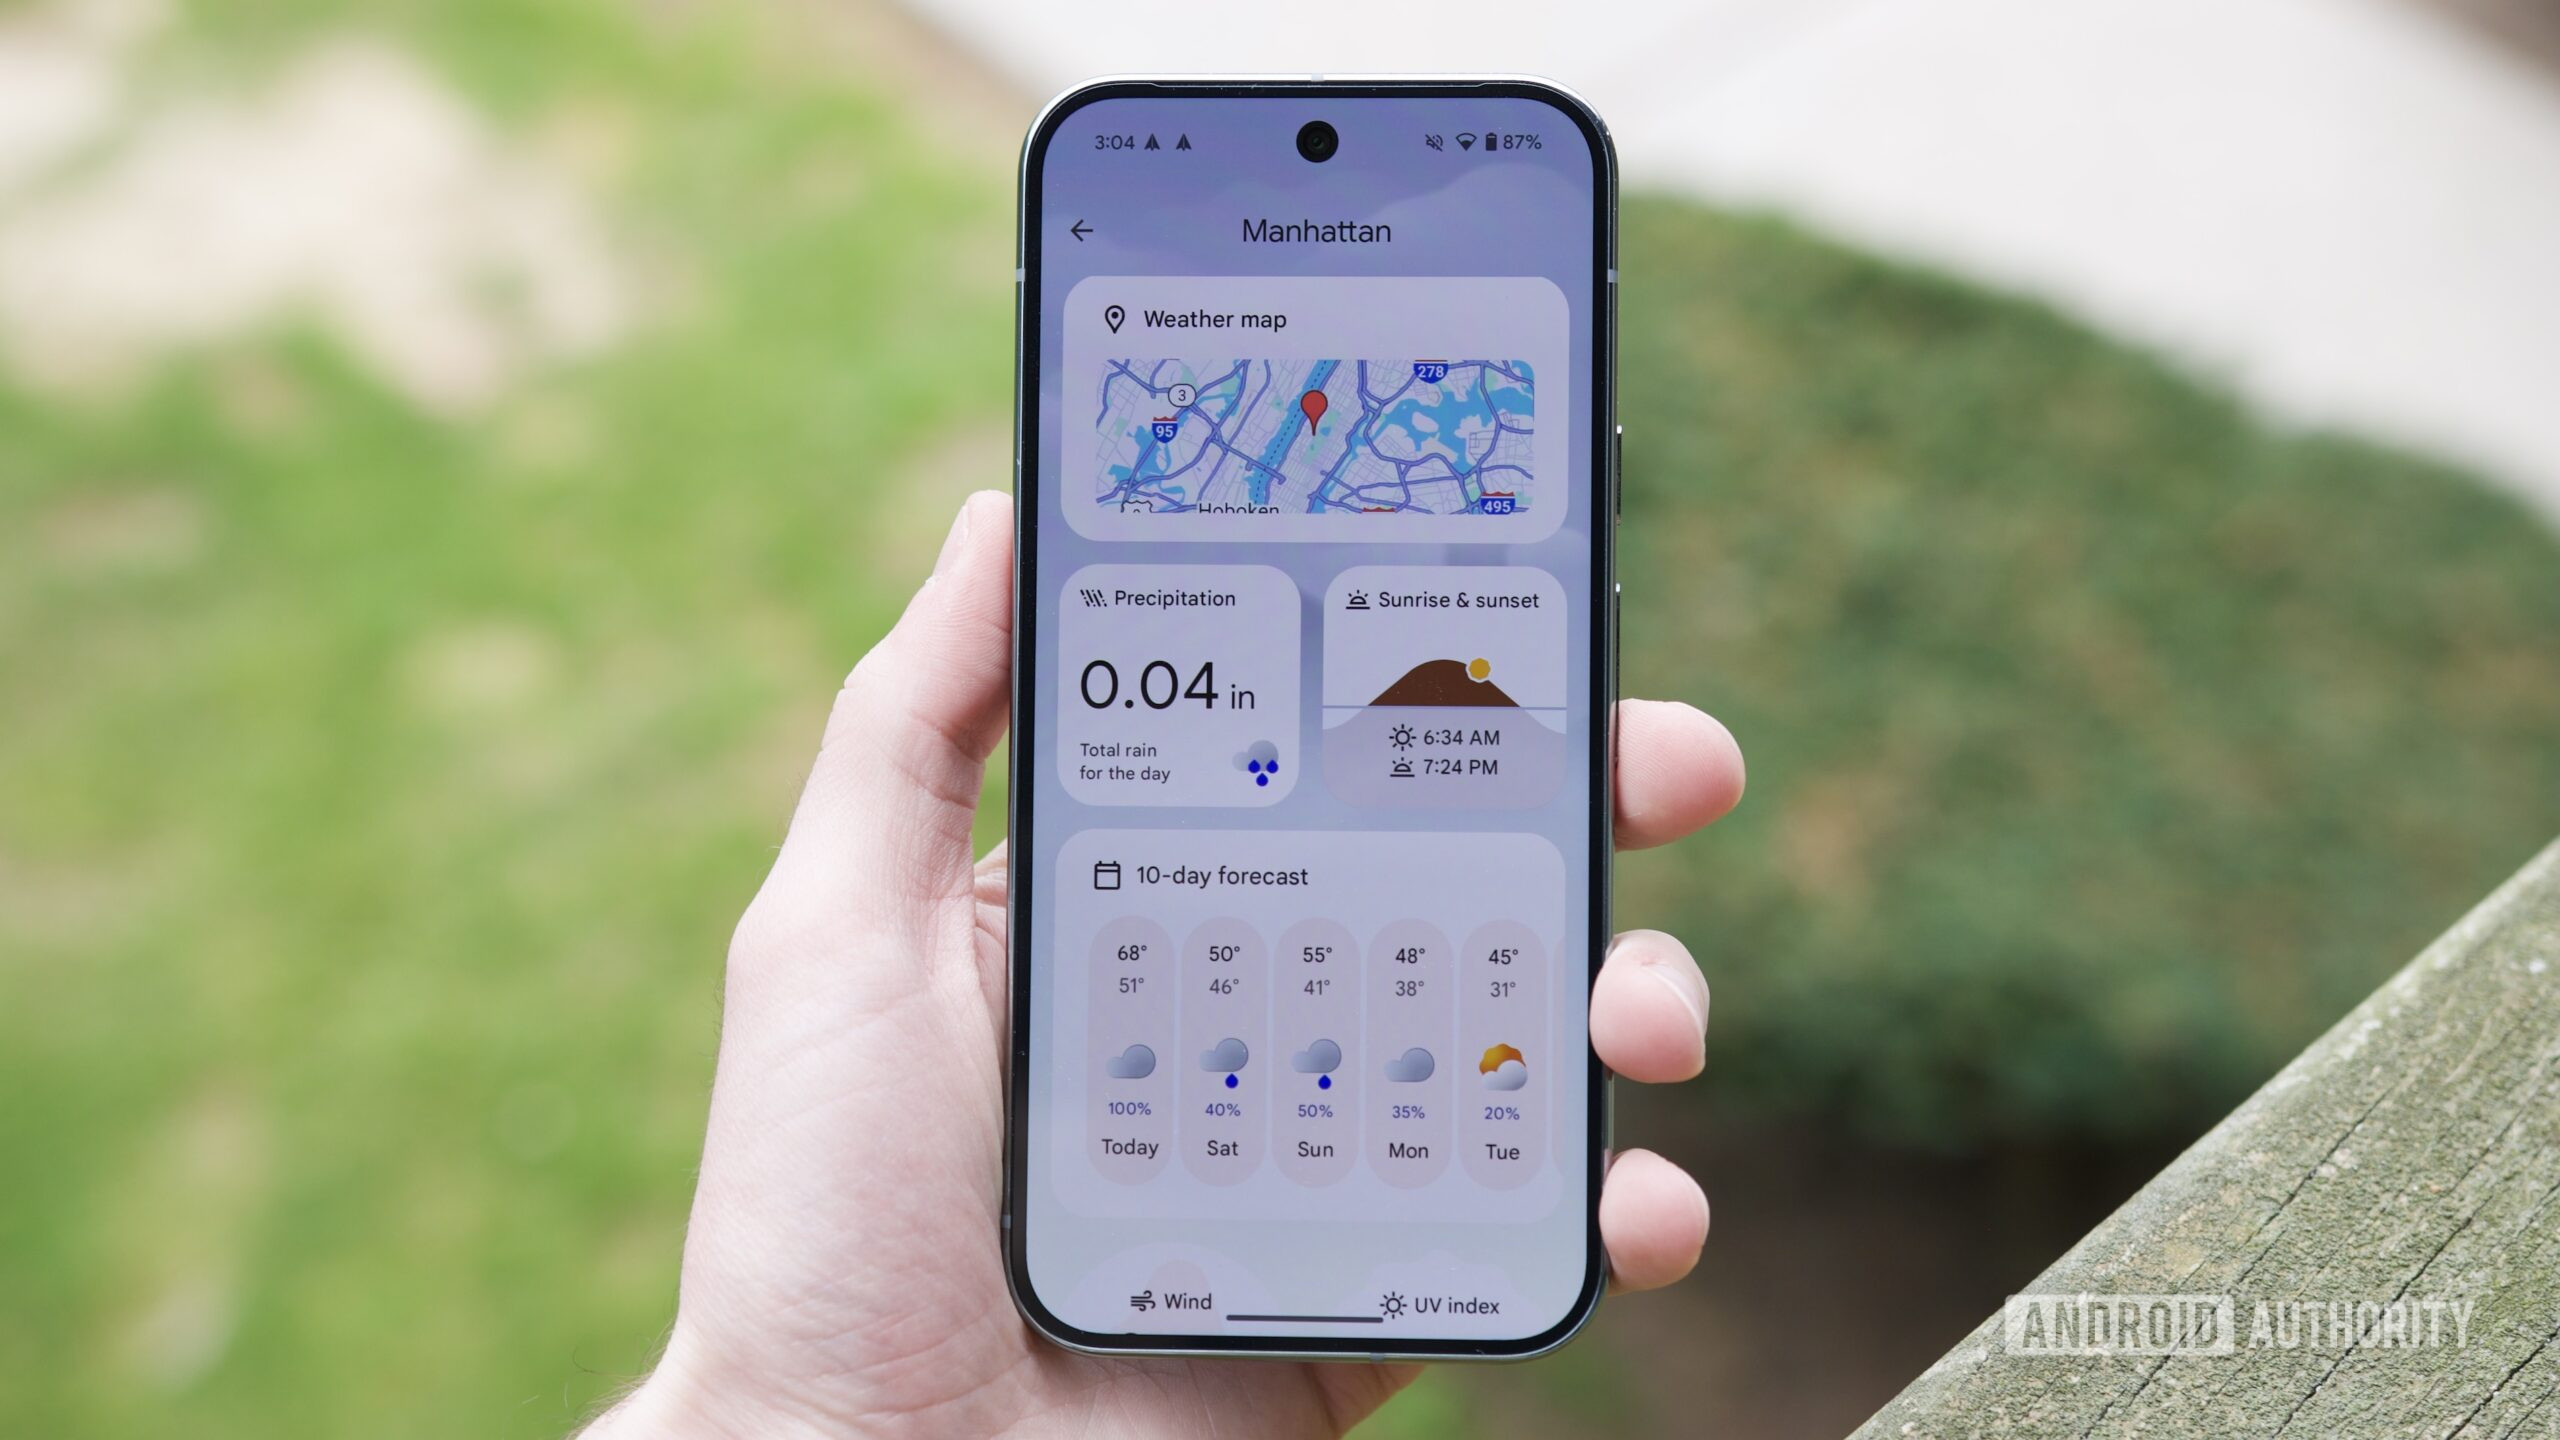 3:04 87%
Manhattan
Weather map
278
3
95
Hoboken
495
Precipitation
0.04 in
Total rain
for the day
Sunrise & sunset
6:34 AM
7:24 PM
10-day forecast
68° 50° 55° 48° 45°
51° 46° 41° 38° 31°
100% 40% 50% 35% 20%
Today Sat Sun Mon Tue
Wind UV index
ANDROID AUTHORITY